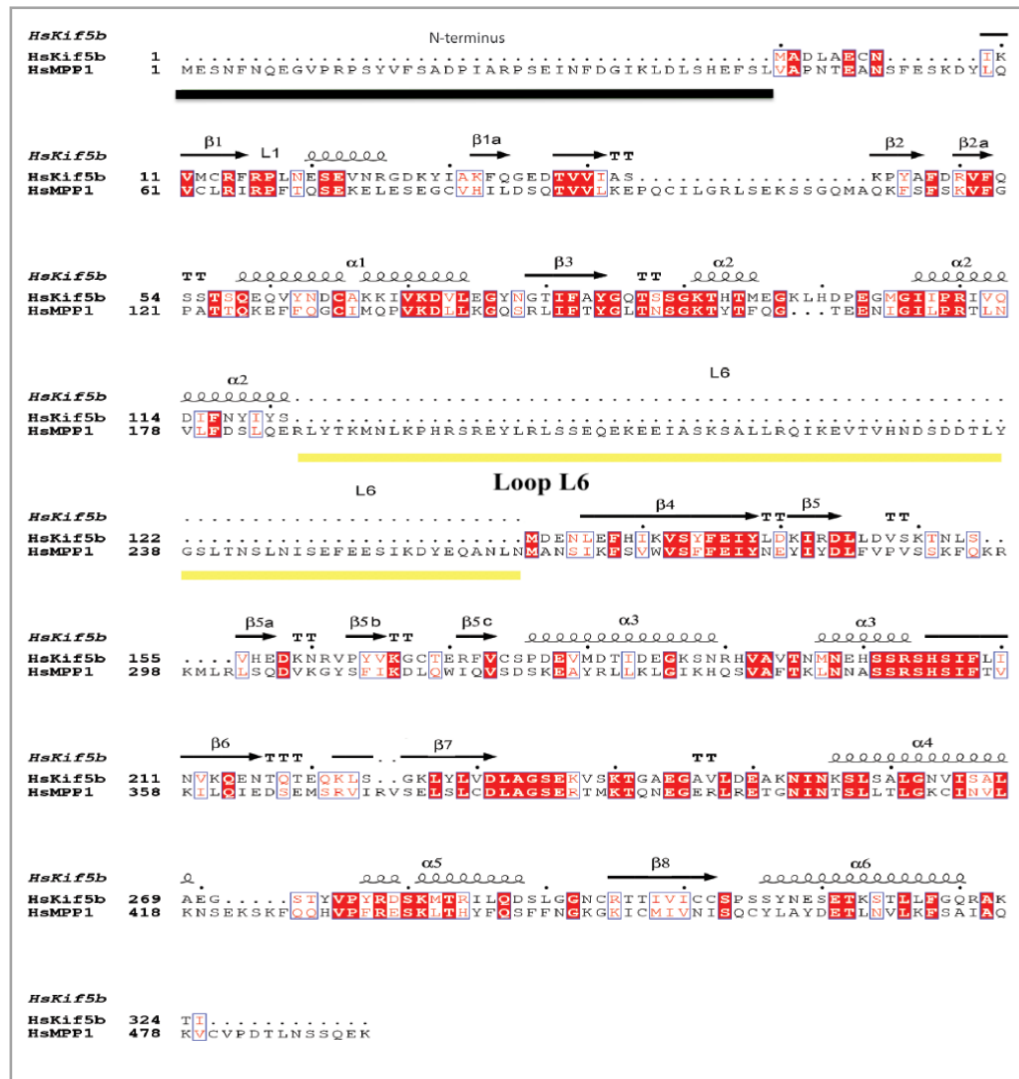 N-terminus
HsKif5b
HsKif5b 1 ...........................................MADLAECN.......IK
HsMPP1 1 MESNFNQEGVPRPSYVFSADPIARPSEINFDGIKLDLSHEFSLVAPNTEANSFESKDYLQ
β1 L1 β1a β2 β2a
HsKif5b TT
HsKif5b 11 VMCRFRPLNESEVNRGDKYIAKFQGEDTVVIAS.................KPYAFDRVFQ
HsMPP1 61 VCLRIRPFTQSEKELESEGCVHILDSQTVVLKEPQCILGRLSEKSSGQMAQKFSFSKVFG
α1 β3 α2 α2
HsKif5b TT TT
HsKif5b 54 SSTSQEQVYNDCAKKIVKDVLEGYNGTIFAYGQTSSGKTHTMEGKLHDPEGMGIIPRIVQ
HsMPP1 121 PATTQKEFFQGCIMQPVKDLLKGQSRLIFTYGLTNSGKTYTFQG...TEENIGILPRTLN
α2 L6
HsKif5b ....................................................
HsKif5b 114 DIFNYIYS....................................................
HsMPP1 178 VLFDSLQERLYTKMNLKPHRSREYLRLSSEQEKEEIASKSALLRQIKEVTVHNDSDDTLY
Loop L6
L6 β4 β5
HsKif5b ......................... TT TT
HsKif5b 122 .........................MDENLEFHIKVSYFEIYLDKIRDLLDVSKTNLS..
HsMPP1 238 GSLTNSLNISEFEESIKDYEQANLNMANSIKFSVWVSFFEIYNEYIYDLFVPVSSKFQKR
β5a β5b β5c α3 α3
HsKif5b TT TT
HsKif5b 155 ....VHEDKNRVPYVKGCTERFVCSPDEVMDTIDEGKSNRHVAVTNMNEHSSRSHSIFLI
HsMPP1 298 KMLRLSQDVKGYSFIKDLQWIQVSDSKEAYRLLKLGIKHQSVAFTKLNNASSRSHSIFTV
β6 β7 α4
HsKif5b TTT .. TT
HsKif5b 211 NVKQENTQTEQKLS..GKLYLVDLAGSEKVSKTGAEGAVLDEAKNINKSLSALGNVISAL
HsMPP1 358 KILQIEDSEMSRVIRVSELSLCDLAGSERTMKTQNEGERLRETGNINTSLLTLGKCINVL
α5 β8 α6
HsKif5b
HsKif5b 269 AEG.....STYVPYRDSKMTRILQDSLGGNCRTTIVICCSPSSYNESETKSTLLFGQRAK
HsMPP1 418 KNSEKSKFQQHVPFRESKLTHYFQSFFNGKGKICMIVNISQCYLAYDETLNVLKFSAIAQ
HsKif5b
HsKif5b 324 TI............
HsMPP1 478 KVCVPDTLNSSQEK